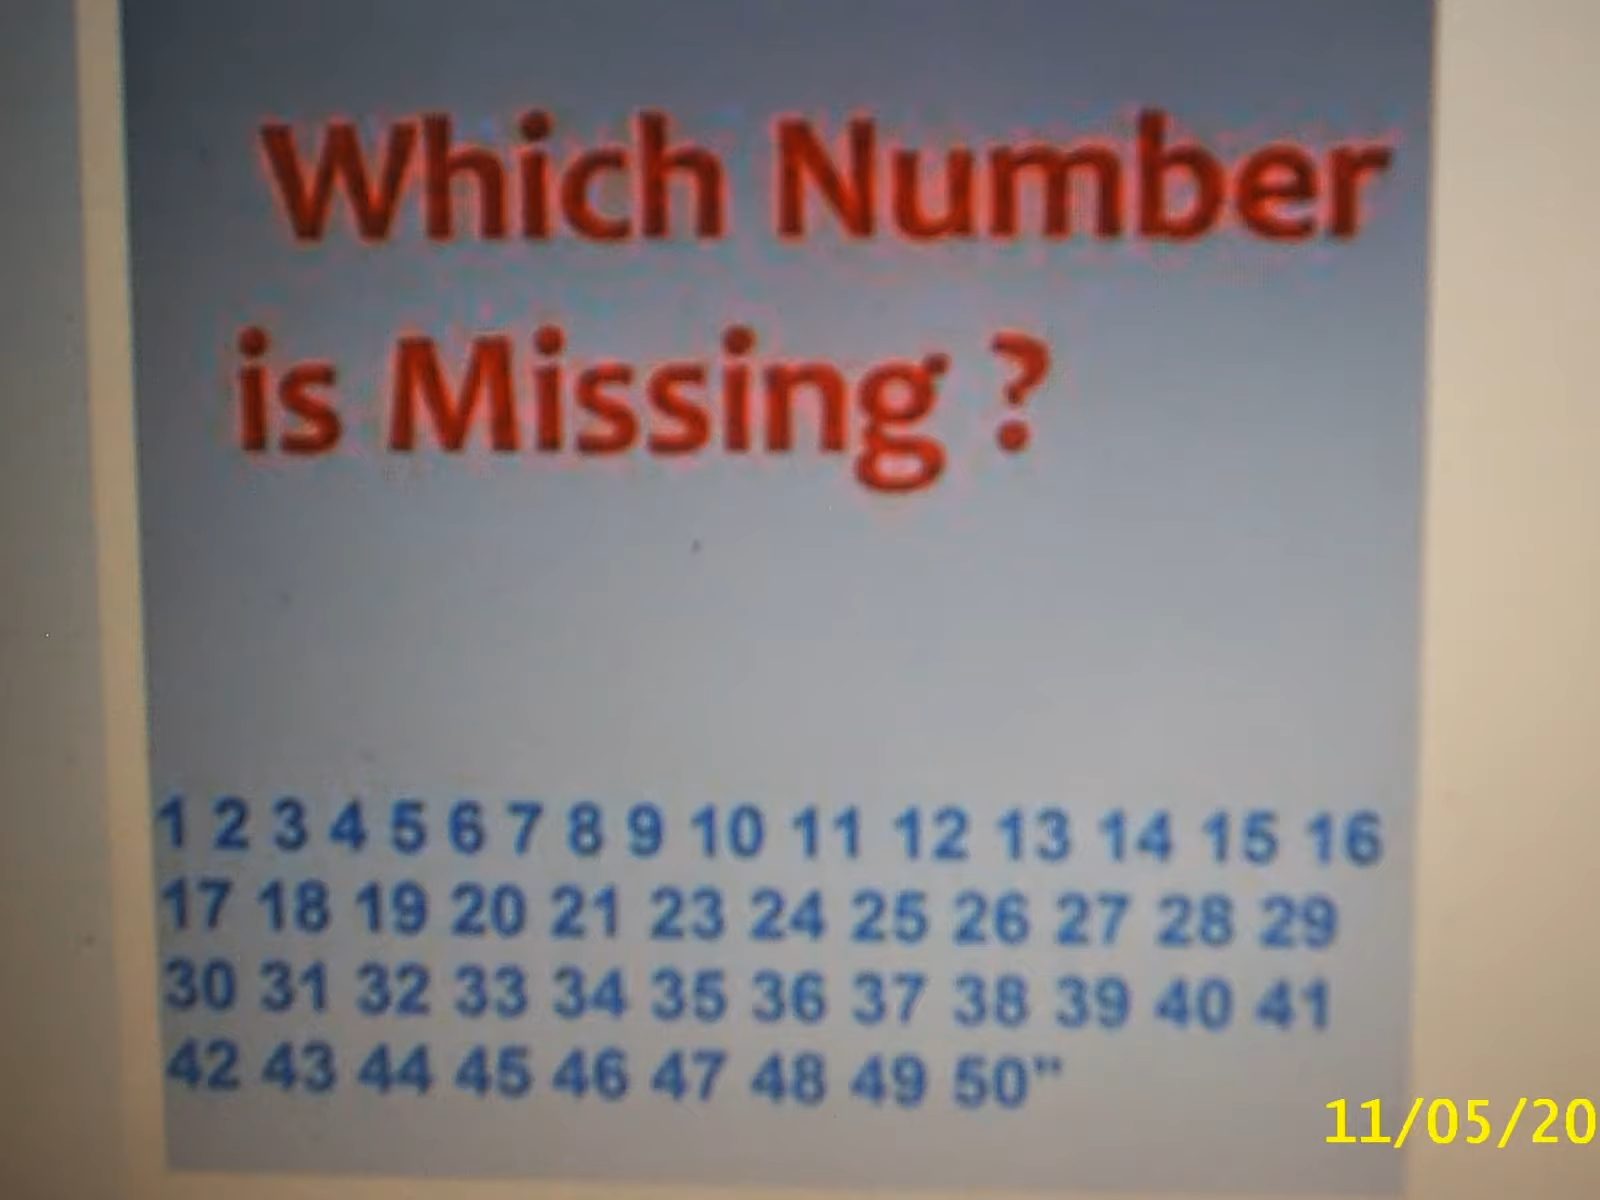 Which Number
is Missing ?
1 2 3 4 5 6 7 8 9 10 11 12 13 14 15 16
17 18 19 20 21 23 24 25 26 27 28 29
30 31 32 33 34 35 36 37 38 39 40 41
42 43 44 45 46 47 48 49 50"
11/05/20